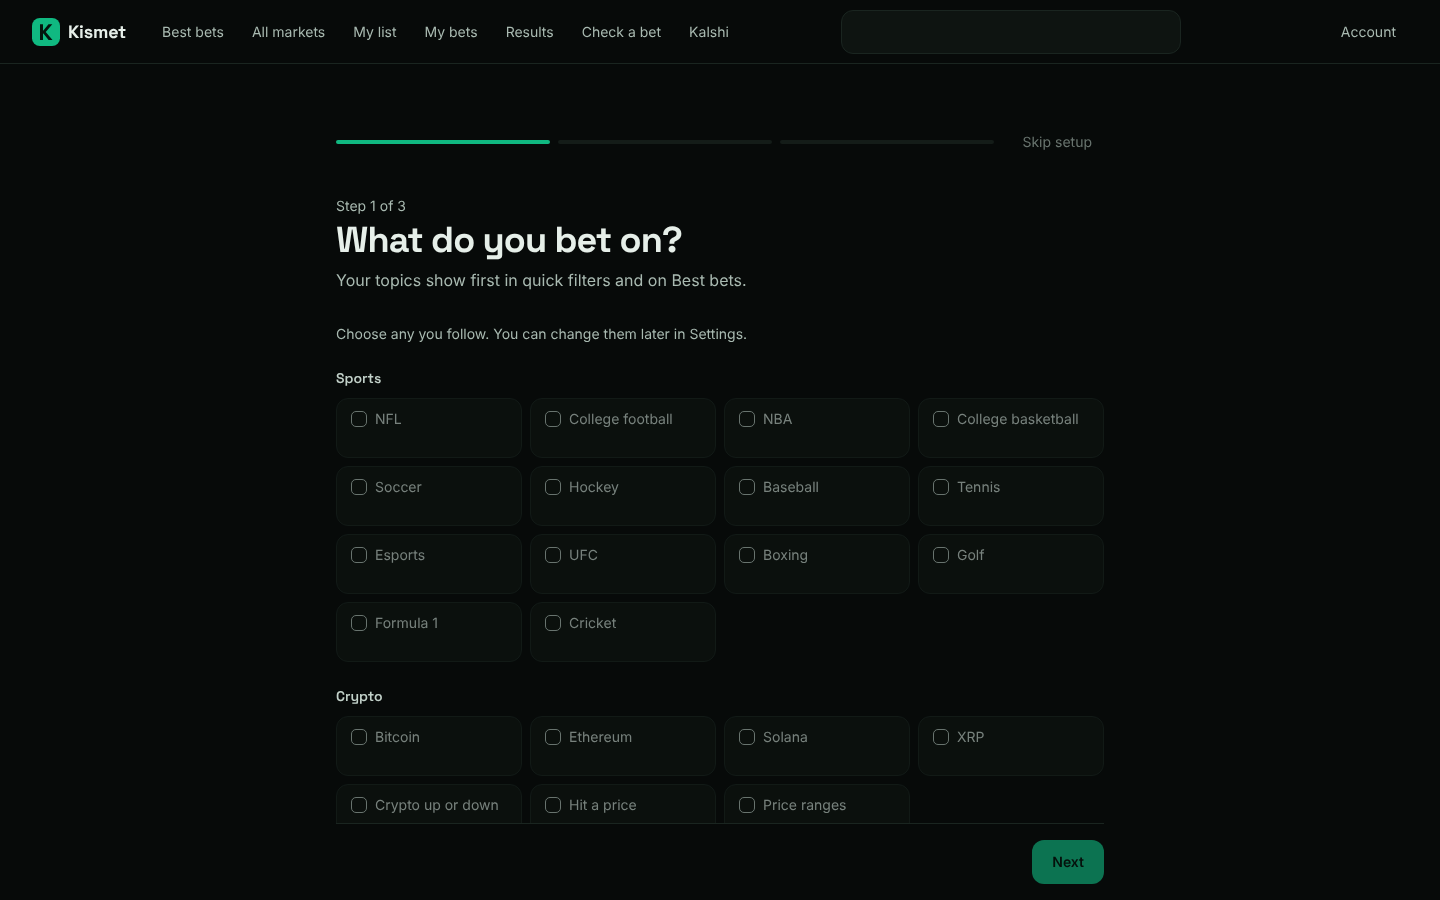 K Kismet Best bets All markets My list My bets Results Check a bet Kalshi Account
Skip setup
Step 1 of 3
What do you bet on?
Your topics show first in quick filters and on Best bets.
Choose any you follow. You can change them later in Settings.
Sports
NFL College football NBA College basketball
Soccer Hockey Baseball Tennis
Esports UFC Boxing Golf
Formula 1 Cricket
Crypto
Bitcoin Ethereum Solana XRP
Crypto up or down Hit a price Price ranges
Next